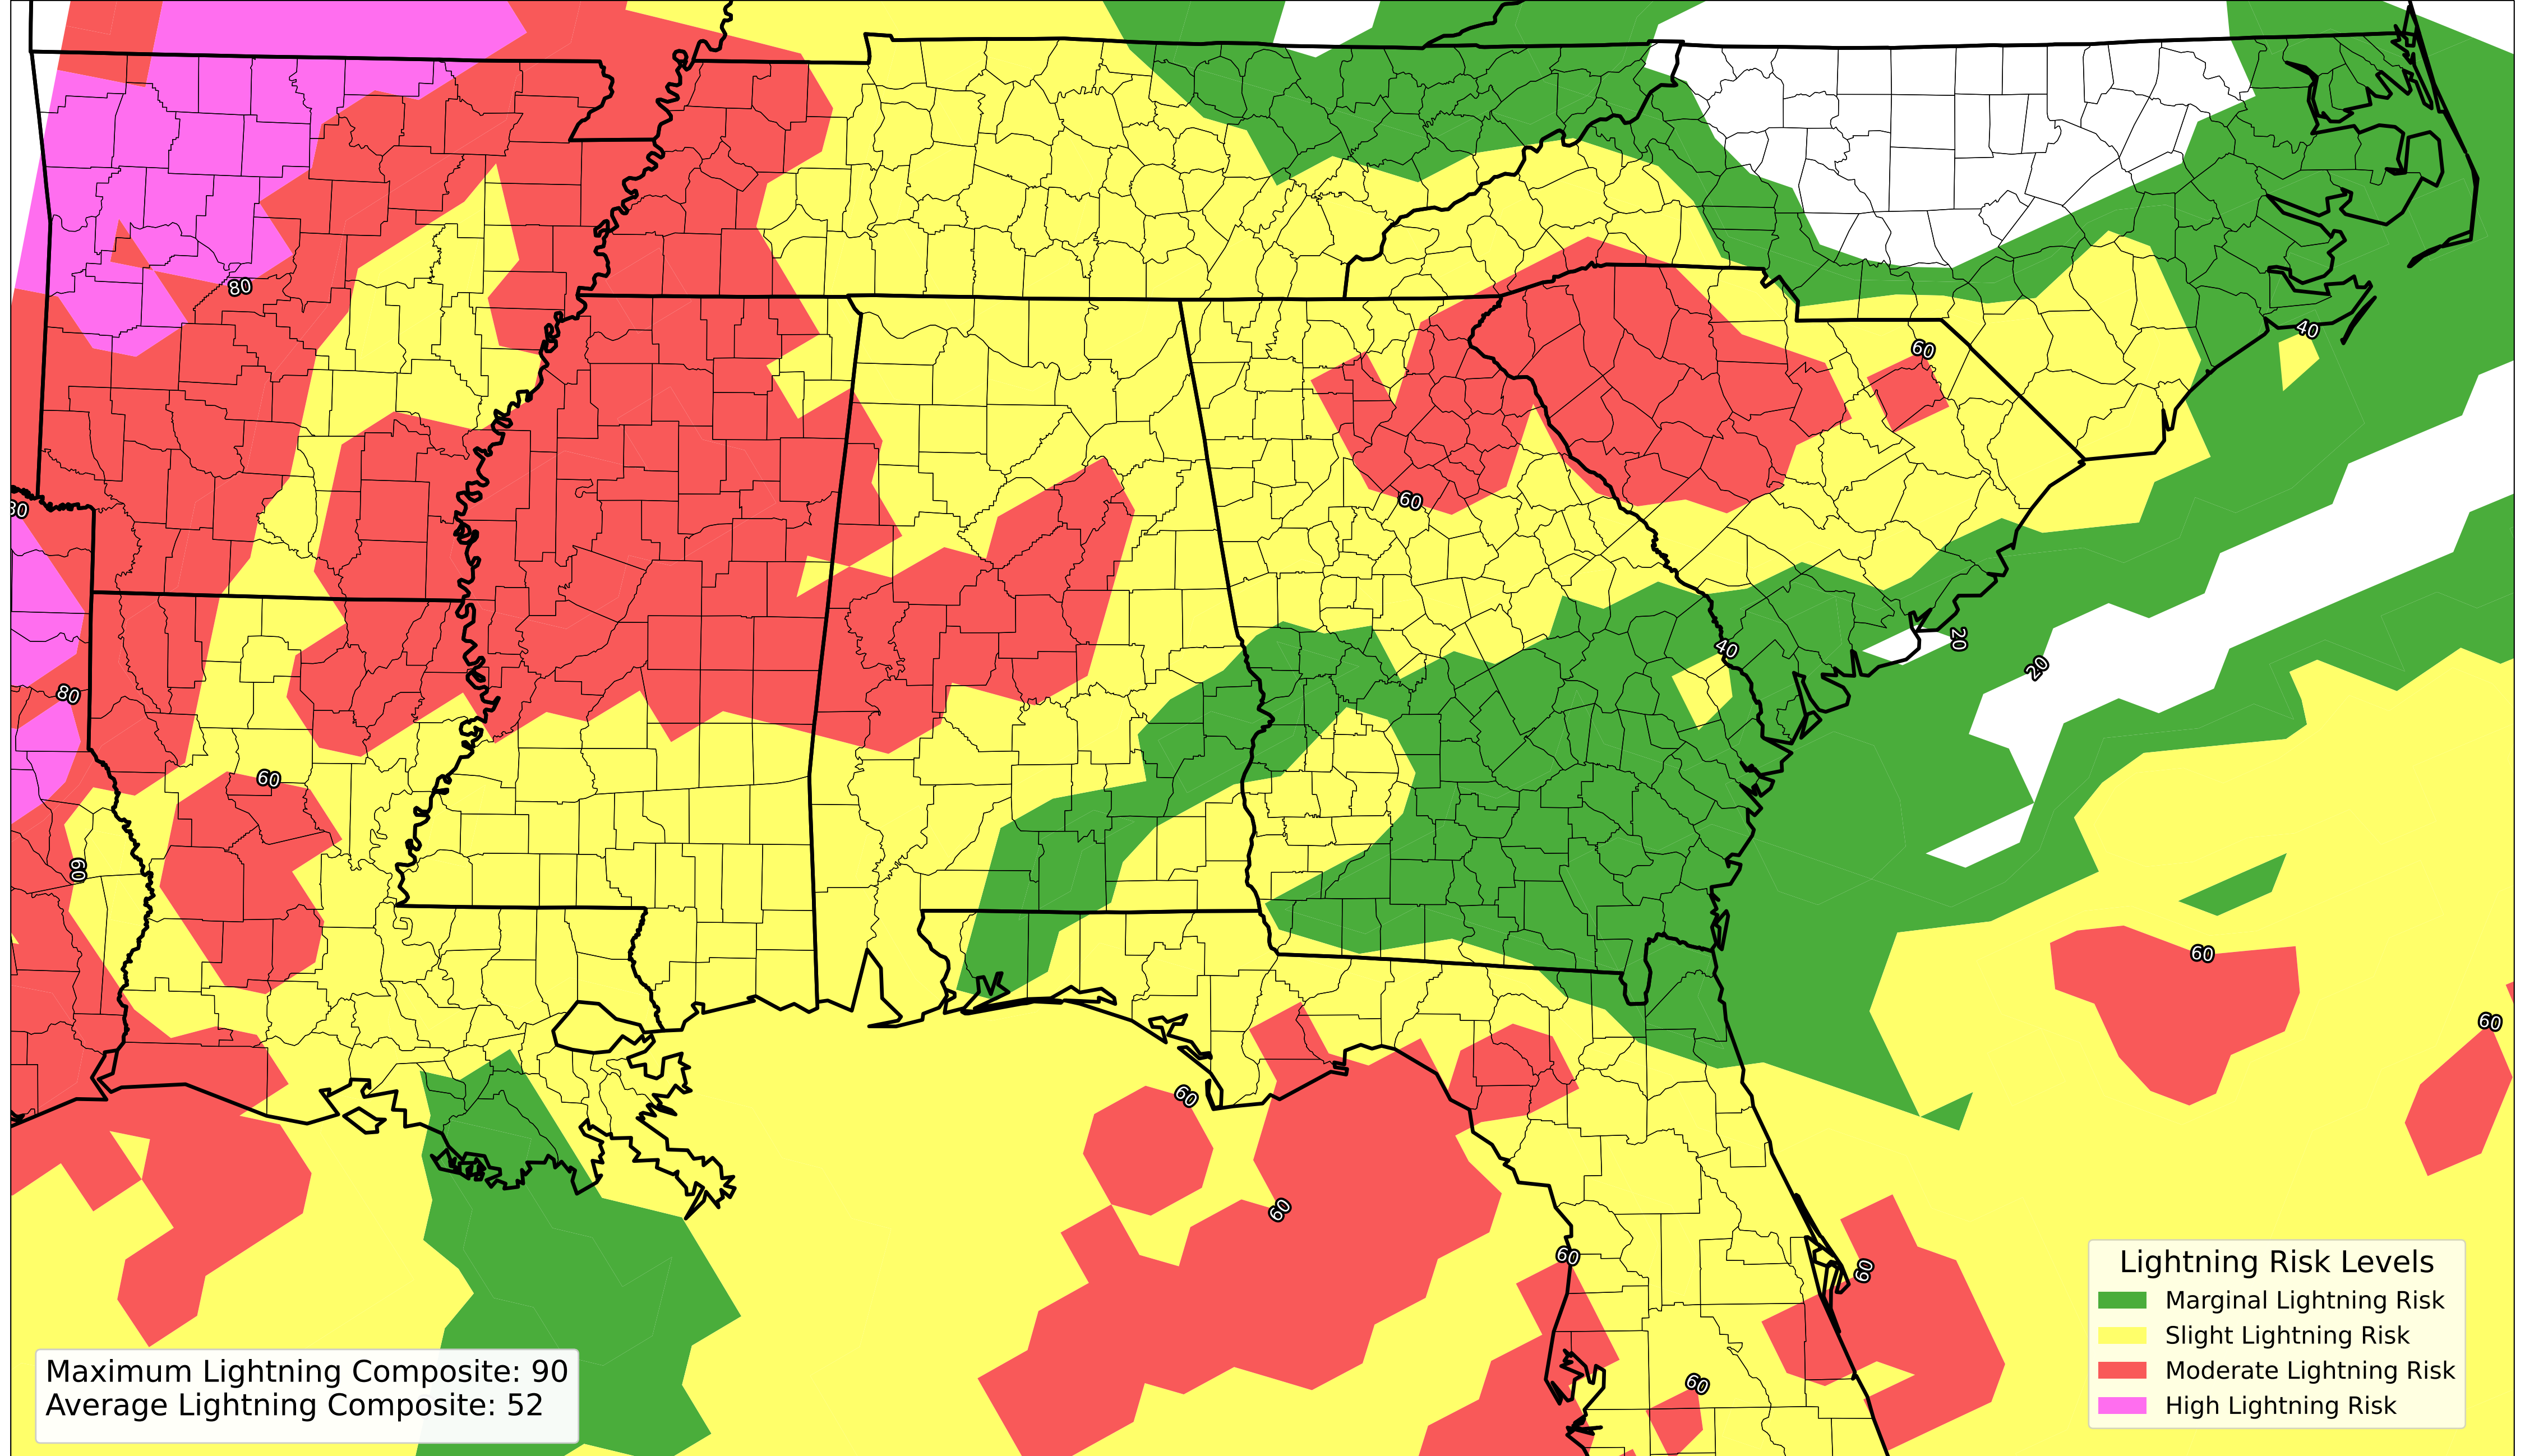 80
40
60
60
80
80
40
20
20
60
60
60
60
60
60
60
60
60
Lightning Risk Levels
Marginal Lightning Risk
Slight Lightning Risk
Moderate Lightning Risk
High Lightning Risk
Maximum Lightning Composite: 90
Average Lightning Composite: 52